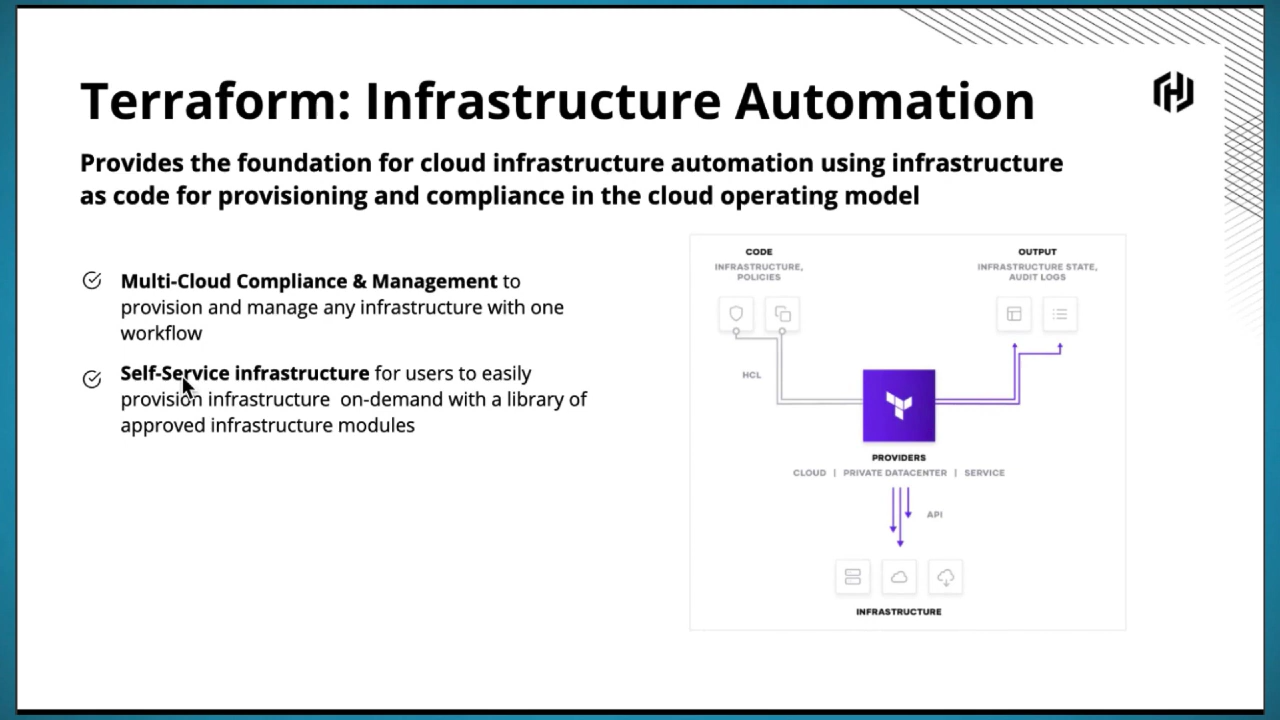 Terraform: Infrastructure Automation
Provides the foundation for cloud infrastructure automation using infrastructure
as code for provisioning and compliance in the cloud operating model
Multi-Cloud Compliance & Management to
provision and manage any infrastructure with one
workflow
Self-Service infrastructure for users to easily
provision infrastructure on-demand with a library of
approved infrastructure modules
CODE
INFRASTRUCTURE,
POLICIES
OUTPUT
INFRASTRUCTURE STATE,
AUDIT LOGS
HCL
PROVIDERS
CLOUD | PRIVATE DATACENTER | SERVICE
API
INFRASTRUCTURE